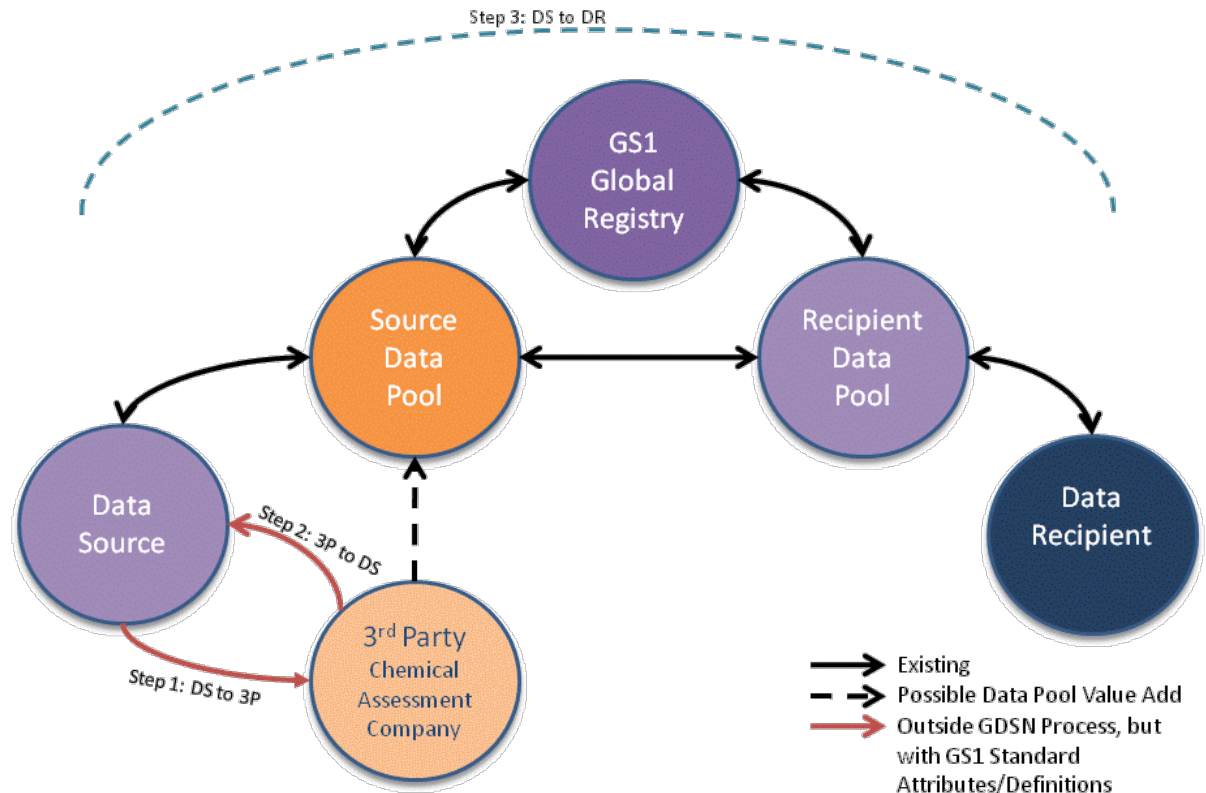 Step 3: DS to DR
GS1
Global
Registry
Source
Data
Pool
Recipient
Data
Pool
Data
Source
Step 2: 3P to DS
Data
Recipient
3rd Party
Chemical
Assessment
Company
Step 1: DS to 3P
Existing
Possible Data Pool Value Add
Outside GDSN Process, but
with GS1 Standard
Attributes/Definitions